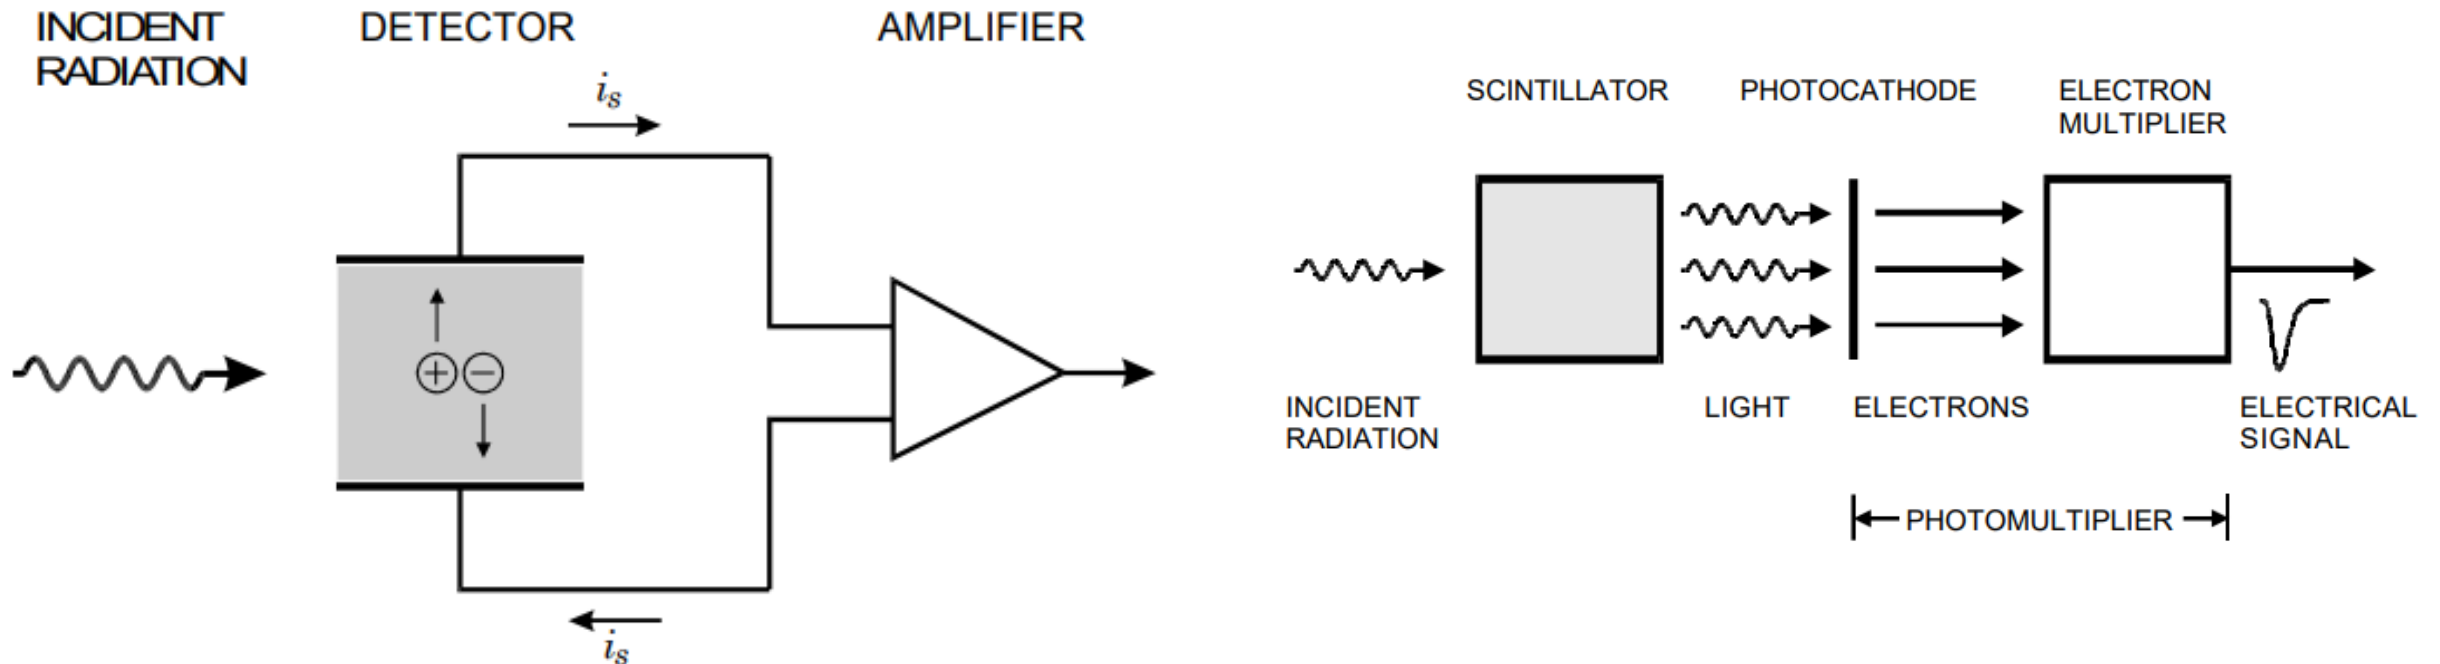 INCIDENT
RADIATION
DETECTOR
AMPLIFIER
i_s
+
−
i_s
SCINTILLATOR
PHOTOCATHODE
ELECTRON
MULTIPLIER
INCIDENT
RADIATION
LIGHT
ELECTRONS
ELECTRICAL
SIGNAL
PHOTOMULTIPLIER